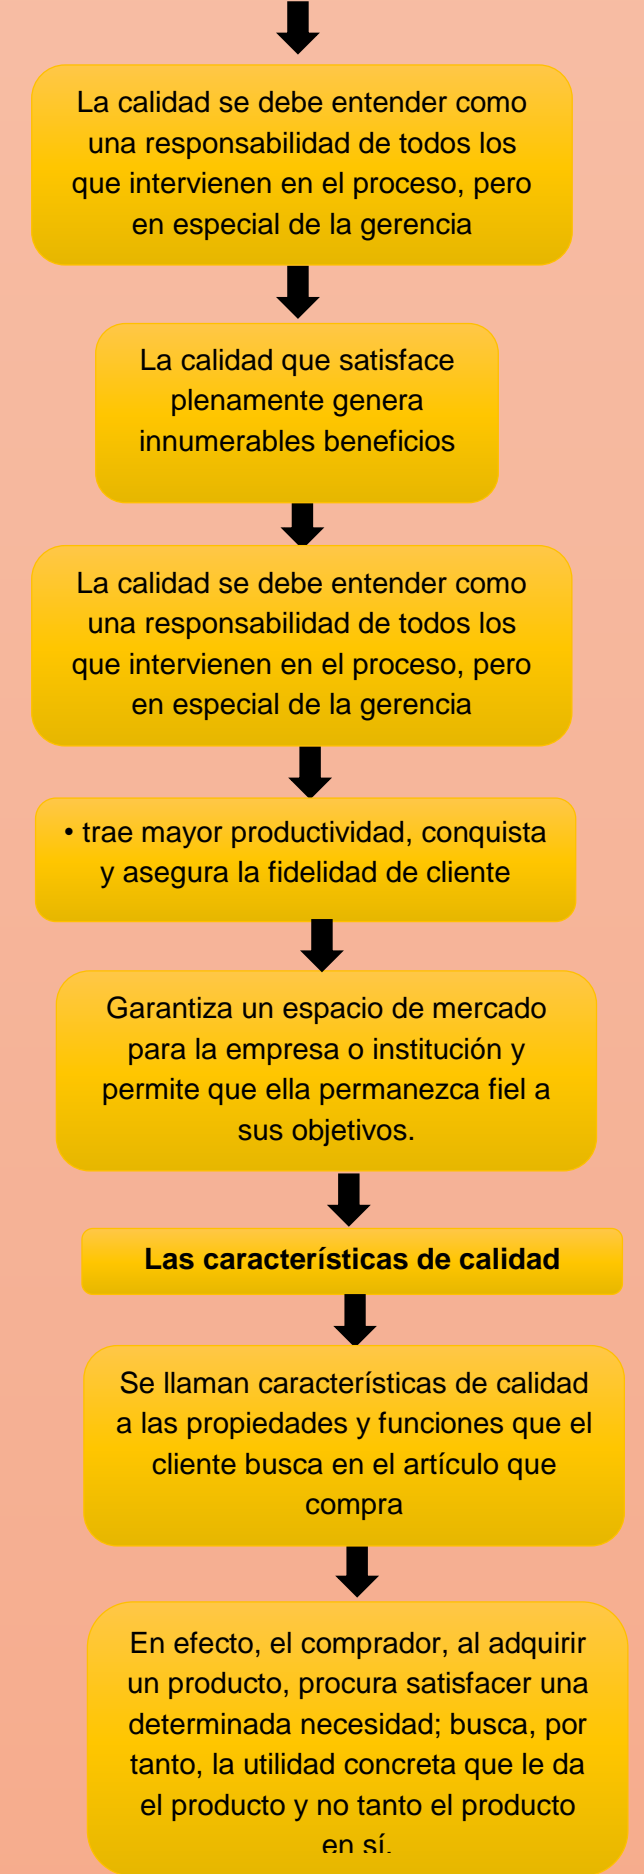 La calidad se debe entender como
una responsabilidad de todos los
que intervienen en el proceso, pero
en especial de la gerencia
La calidad que satisface
plenamente genera
innumerables beneficios
La calidad se debe entender como
una responsabilidad de todos los
que intervienen en el proceso, pero
en especial de la gerencia
• trae mayor productividad, conquista
y asegura la fidelidad de cliente
Garantiza un espacio de mercado
para la empresa o institución y
permite que ella permanezca fiel a
sus objetivos.
Las características de calidad
Se llaman características de calidad
a las propiedades y funciones que el
cliente busca en el artículo que
compra
En efecto, el comprador, al adquirir
un producto, procura satisfacer una
determinada necesidad; busca, por
tanto, la utilidad concreta que le da
el producto y no tanto el producto
en sí.